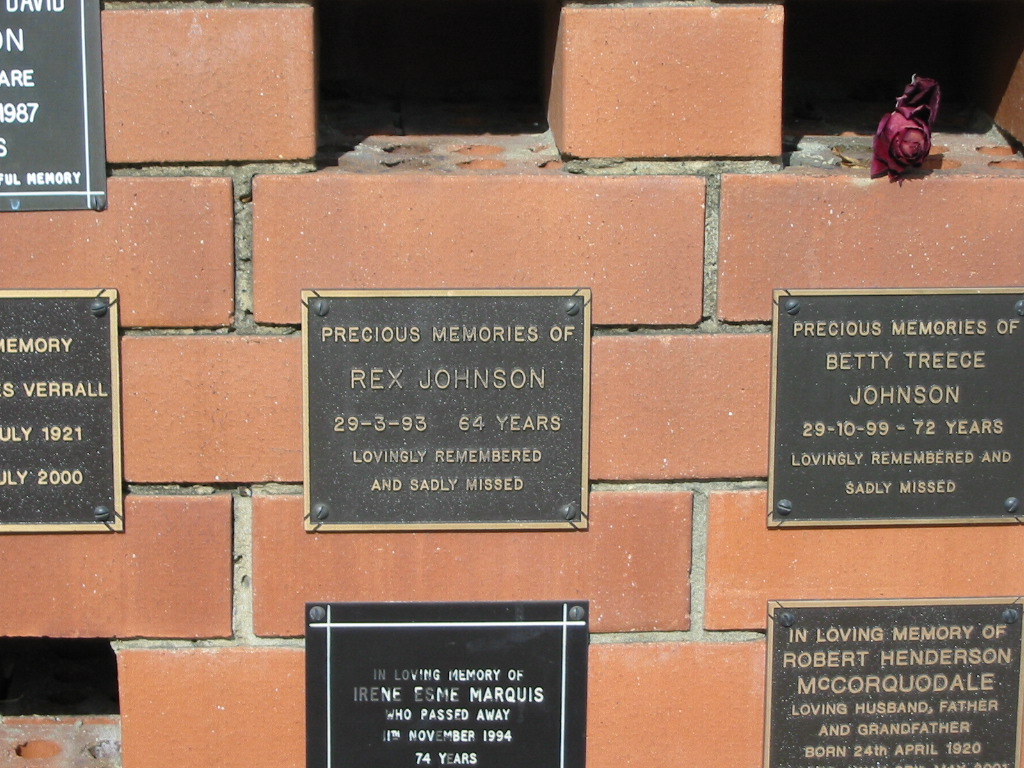 DAVID
ON
ARE
1987
S
FUL MEMORY
MEMORY
ES VERRALL
ULY 1921
ULY 2000
PRECIOUS MEMORIES OF
REX JOHNSON
29-3-93 64 YEARS
LOVINGLY REMEMBERED
AND SADLY MISSED
PRECIOUS MEMORIES OF
BETTY TREECE
JOHNSON
29-10-99 - 72 YEARS
LOVINGLY REMEMBERED AND
SADLY MISSED
IN LOVING MEMORY OF
IRENE ESME MARQUIS
WHO PASSED AWAY
11TH NOVEMBER 1994
74 YEARS
IN LOVING MEMORY OF
ROBERT HENDERSON
McCORQUODALE
LOVING HUSBAND, FATHER
AND GRANDFATHER
BORN 24th APRIL 1920
MAY 2001